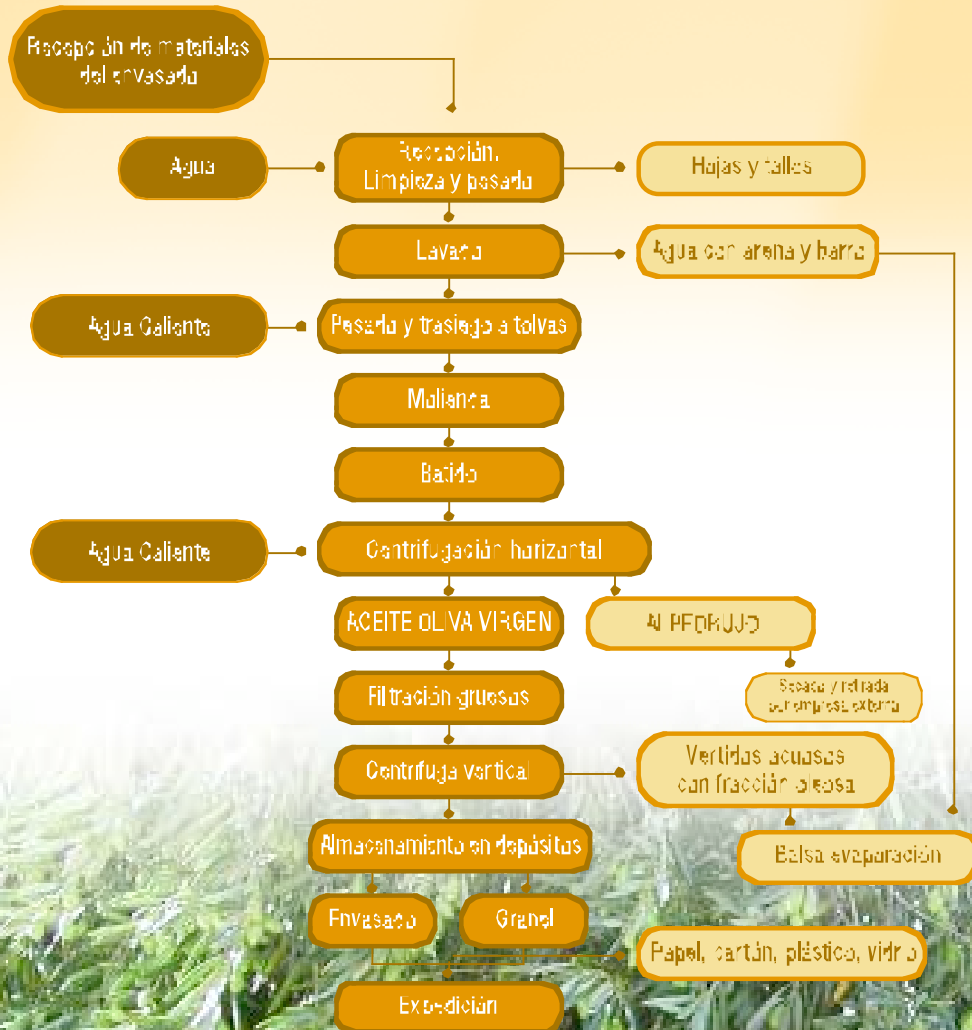 Recepción de materiales
del envasado
Agua
Recepción.
Limpieza y pesado
Hojas y tallos
Lavado
Agua con arena y barro
Agua Caliente
Pesado y trasiego a tolvas
Molienda
Batido
Agua Caliente
Centrifugación horizontal
ACEITE OLIVA VIRGEN
ALPEORUJO
Filtración gruesos
Secado y retirada
por empresa externa
Centrifuga vertical
Vertidos acuosos
con fracción oleosa
Almacenamiento en depósitos
Balsa evaporación
Envasado
Granel
Papel, cartón, plástico, vidrio
Expedición